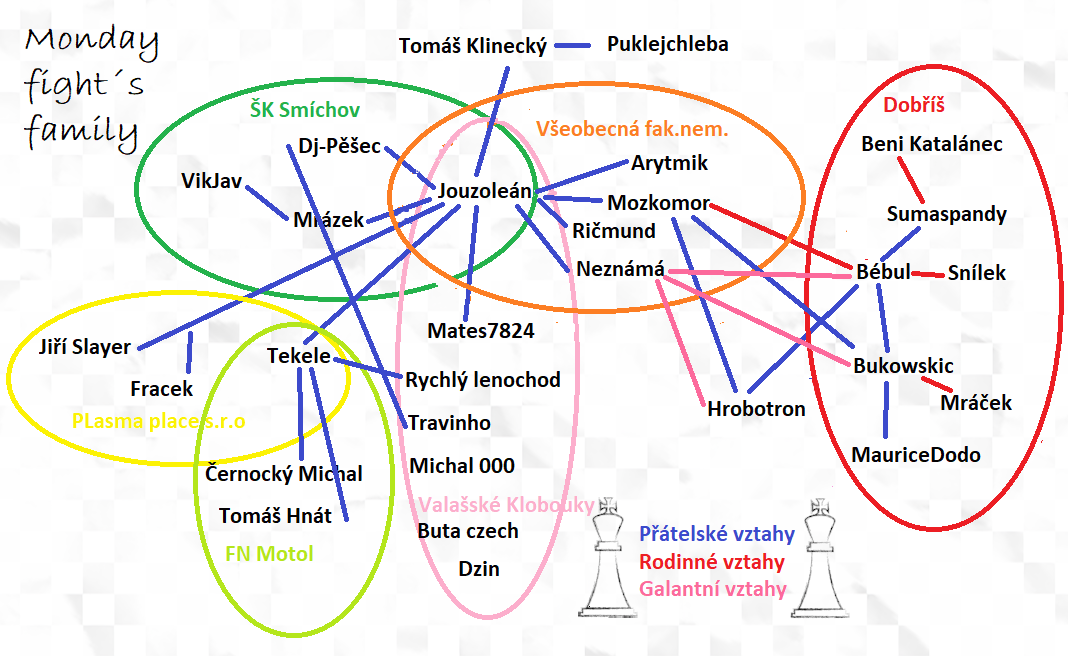 Monday
fight´s
family
Tomáš Klinecký
Puklejchleba
ŠK Smíchov
Všeobecná fak.nem.
Dobříš
Dj-Pěšec
Beni Katalánec
Arytmik
VikJav
Jouzoleán
Mozkomor
Sumaspandy
Mrázek
Ričmund
Neznámá
Bébul
Snílek
Mates7824
Jiří Slayer
Tekele
Bukowskic
Fracek
Rychlý lenochod
Mráček
Hrobotron
PLasma place s.r.o
Travinho
MauriceDodo
Michal 000
Černocký Michal
Valašské Klobouky
Tomáš Hnát
Buta czech
Přátelské vztahy
FN Motol
Rodinné vztahy
Dzin
Galantní vztahy